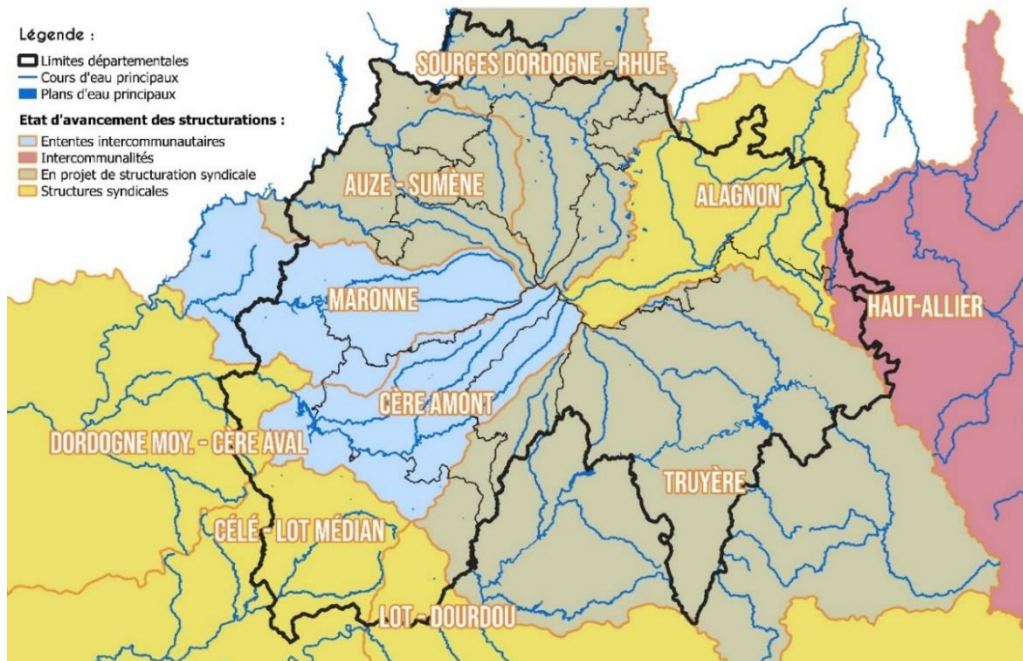 Légende :
Limites départementales
Cours d'eau principaux
Plans d'eau principaux
Etat d'avancement des structurations :
Ententes intercommunautaires
Intercommunalités
En projet de structuration syndicale
Structures syndicales
SOURCES DORDOGNE - RHUE
AUZE - SUMÈNE
ALAGNON
MARONNE
HAUT-ALLIER
CÈRE AMONT
DORDOGNE MOY. - CÈRE AVAL
TRUYÈRE
CÉLÉ - LOT MÉDIAN
LOT - DOURDOU